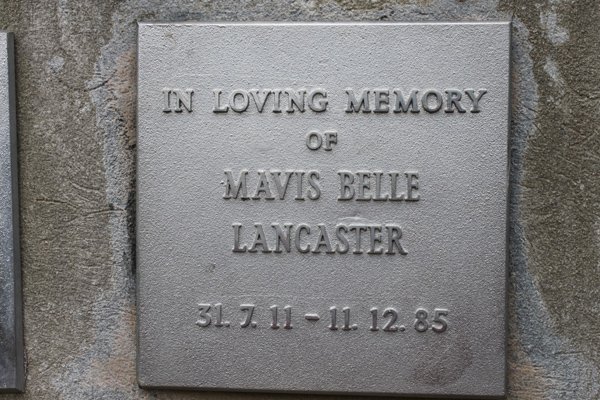 IN LOVING MEMORY
OF
MAVIS BELLE
LANCASTER
31. 7. 11 – 11. 12. 85